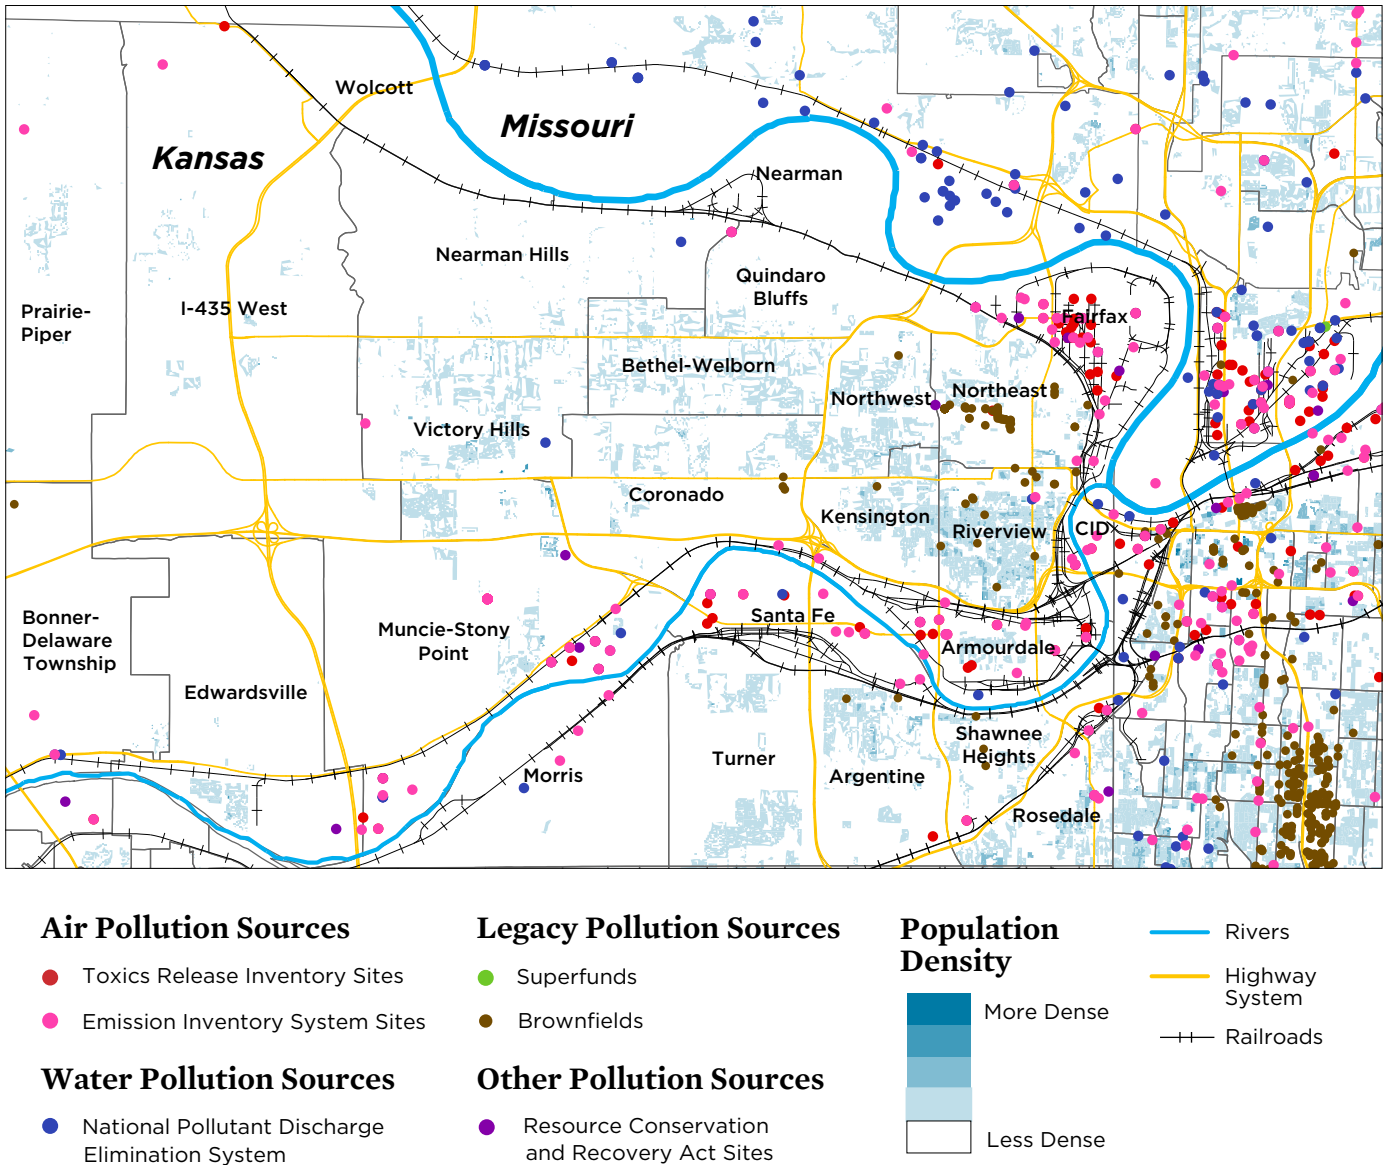 Wolcott
Missouri
Kansas
Nearman
Nearman Hills
Quindaro
Bluffs
Prairie-
Piper
I-435 West
Fairfax
Bethel-Welborn
Northwest
Northeast
Victory Hills
Coronado
Kensington
Riverview
CID
Bonner-
Delaware
Township
Muncie-Stony
Point
Santa Fe
Armourdale
Edwardsville
Shawnee
Heights
Turner
Morris
Argentine
Rosedale
Air Pollution Sources
Toxics Release Inventory Sites
Emission Inventory System Sites
Water Pollution Sources
National Pollutant Discharge
Elimination System
Legacy Pollution Sources
Superfunds
Brownfields
Other Pollution Sources
Resource Conservation
and Recovery Act Sites
Population
Density
More Dense
Less Dense
Rivers
Highway
System
Railroads